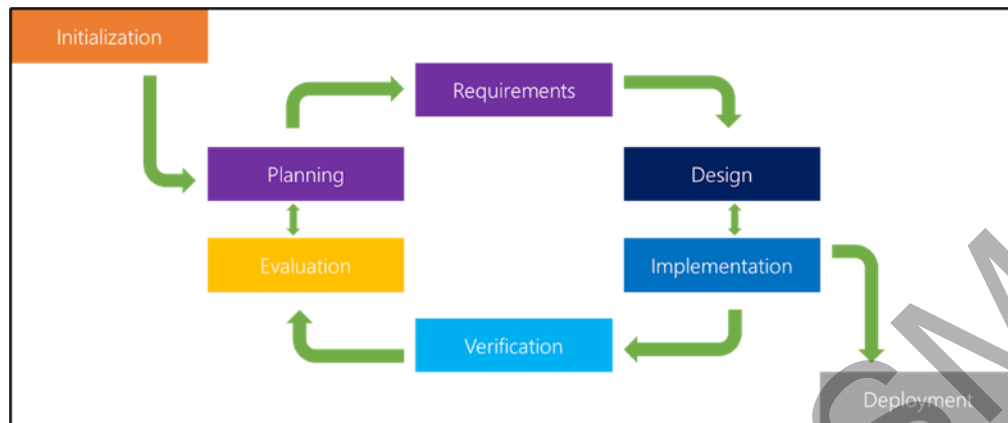 Initialization
Requirements
Planning
Design
Evaluation
Implementation
Verification
Deployment